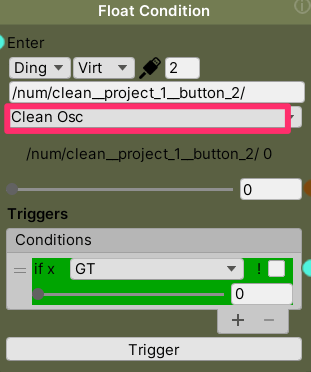 Float Condition
Enter
Ding Virt 2
/num/clean__project_1__button_2/
Clean Osc
/num/clean__project_1__button_2/ 0
0
Triggers
Conditions
if x GT !
0
+ −
Trigger